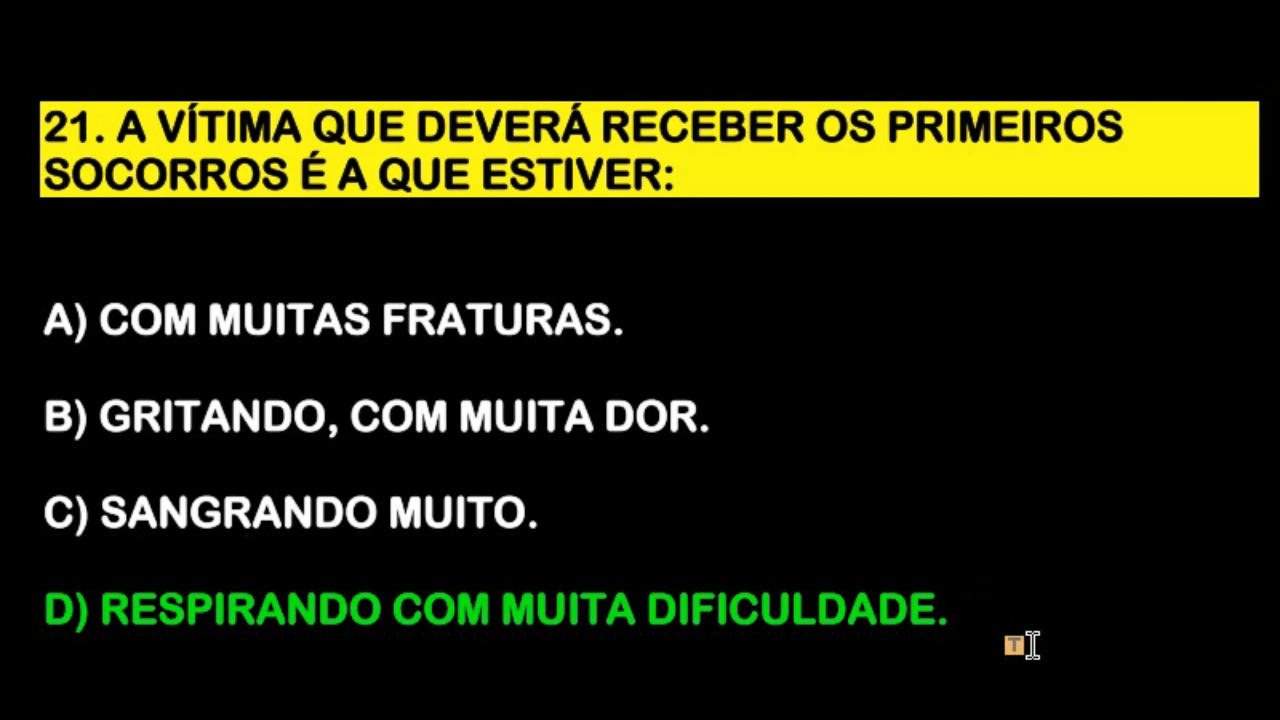 21. A VÍTIMA QUE DEVERÁ RECEBER OS PRIMEIROS
SOCORROS É A QUE ESTIVER:
A) COM MUITAS FRATURAS.
B) GRITANDO, COM MUITA DOR.
C) SANGRANDO MUITO.
D) RESPIRANDO COM MUITA DIFICULDADE.
T